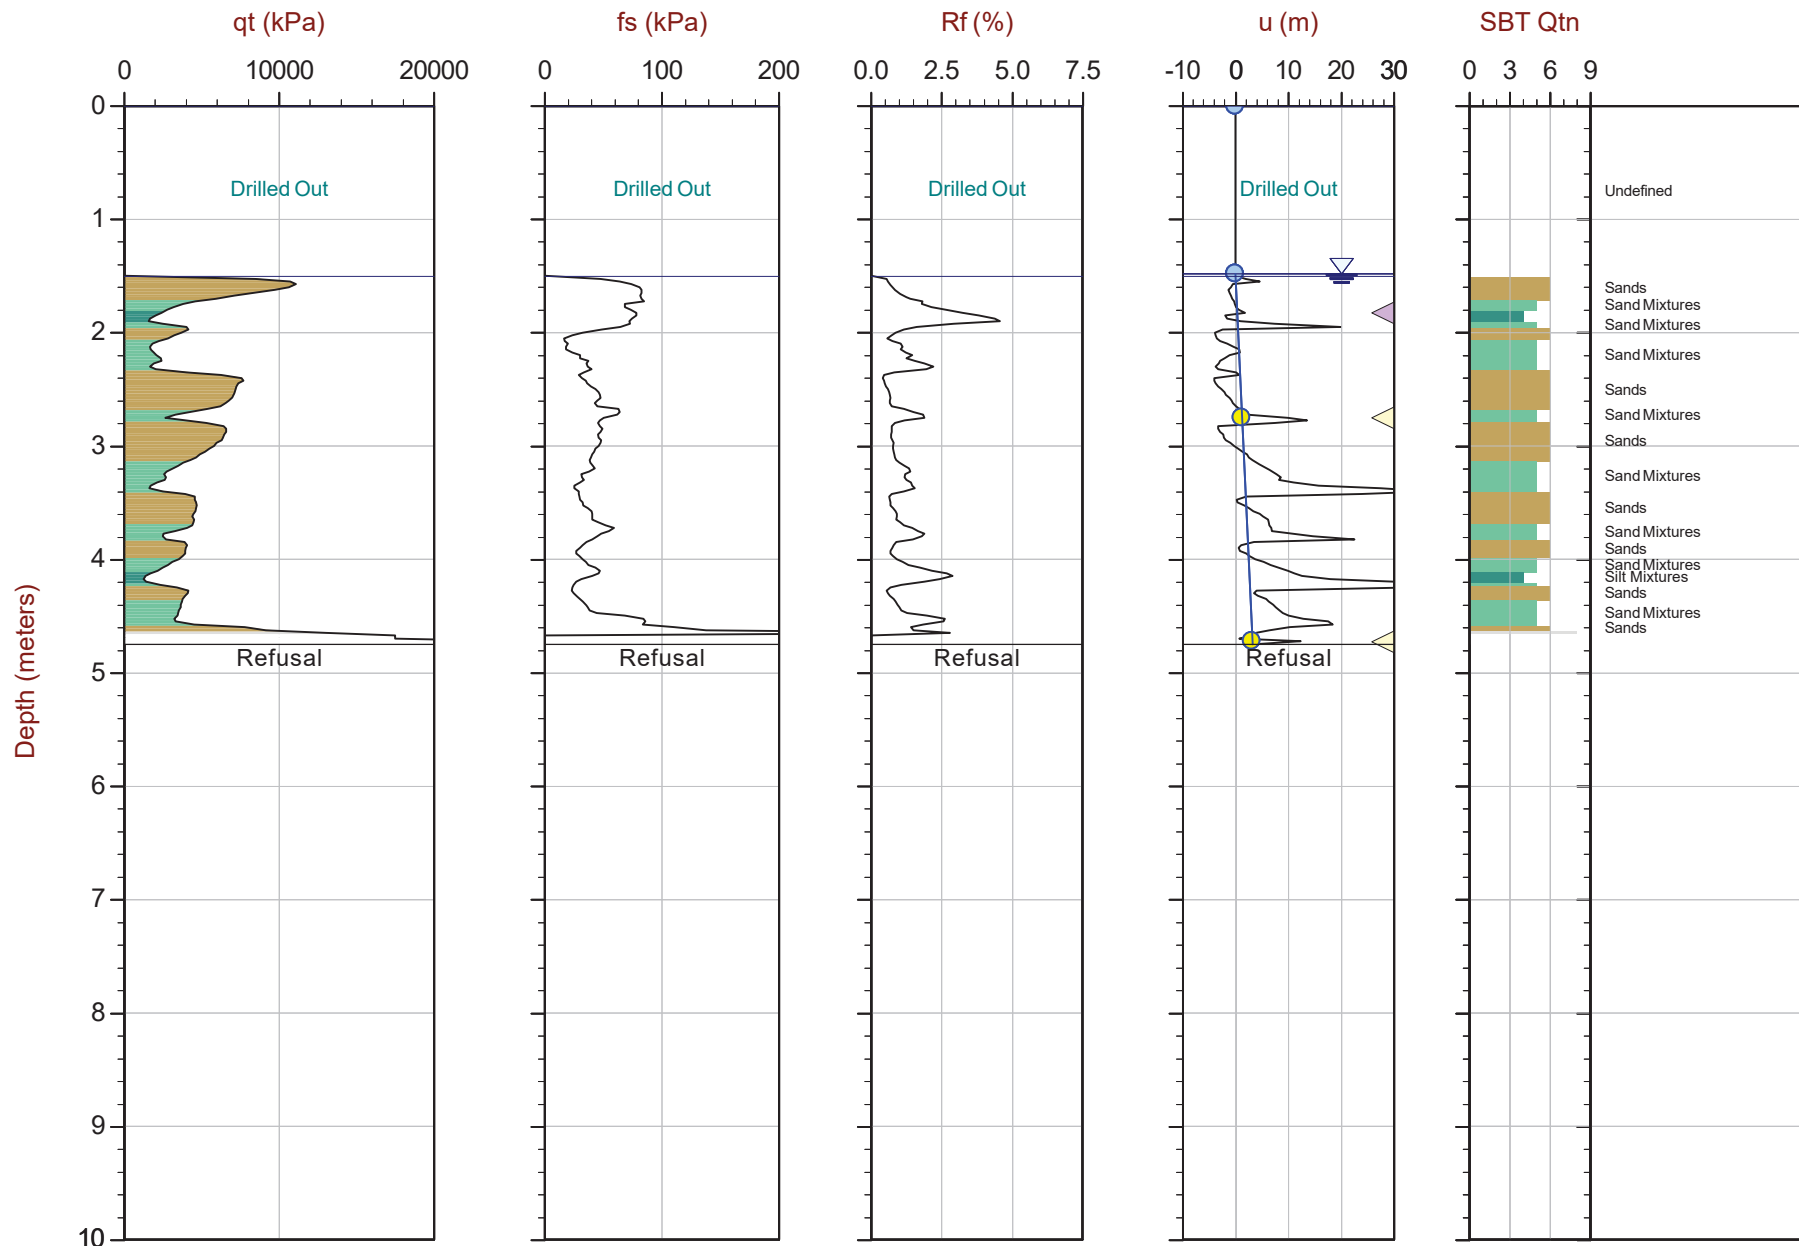 qt (kPa) fs (kPa) Rf (%) u (m) SBT Qtn
0 10000 20000 0 100 200 0.0 2.5 5.0 7.5 -10 0 10 20 30 0 3 6 9
0
Drilled Out Drilled Out Drilled Out Drilled Out Undefined
1
Sands
Sand Mixtures
Sand Mixtures
2
Sand Mixtures
Sands
Sand Mixtures
Sands
3
Sand Mixtures
Sands
Sand Mixtures
Sands
4
Sand Mixtures
Silt Mixtures
Sands
Sand Mixtures
Sands
Refusal Refusal Refusal Refusal
5
Depth (meters)
6
7
8
9
10